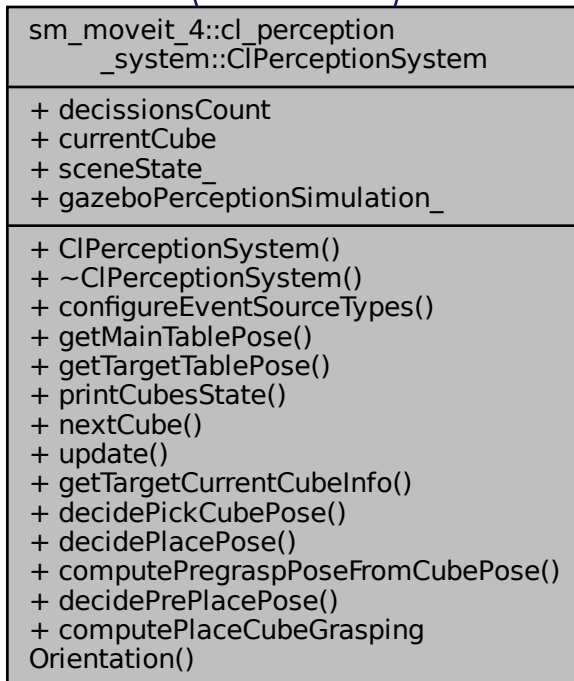 sm_moveit_4::cl_perception
_system::ClPerceptionSystem
+ decissionsCount
+ currentCube
+ sceneState_
+ gazeboPerceptionSimulation_
+ ClPerceptionSystem()
+ ~ClPerceptionSystem()
+ configureEventSourceTypes()
+ getMainTablePose()
+ getTargetTablePose()
+ printCubesState()
+ nextCube()
+ update()
+ getTargetCurrentCubeInfo()
+ decidePickCubePose()
+ decidePlacePose()
+ computePregraspPoseFromCubePose()
+ decidePrePlacePose()
+ computePlaceCubeGrasping
Orientation()